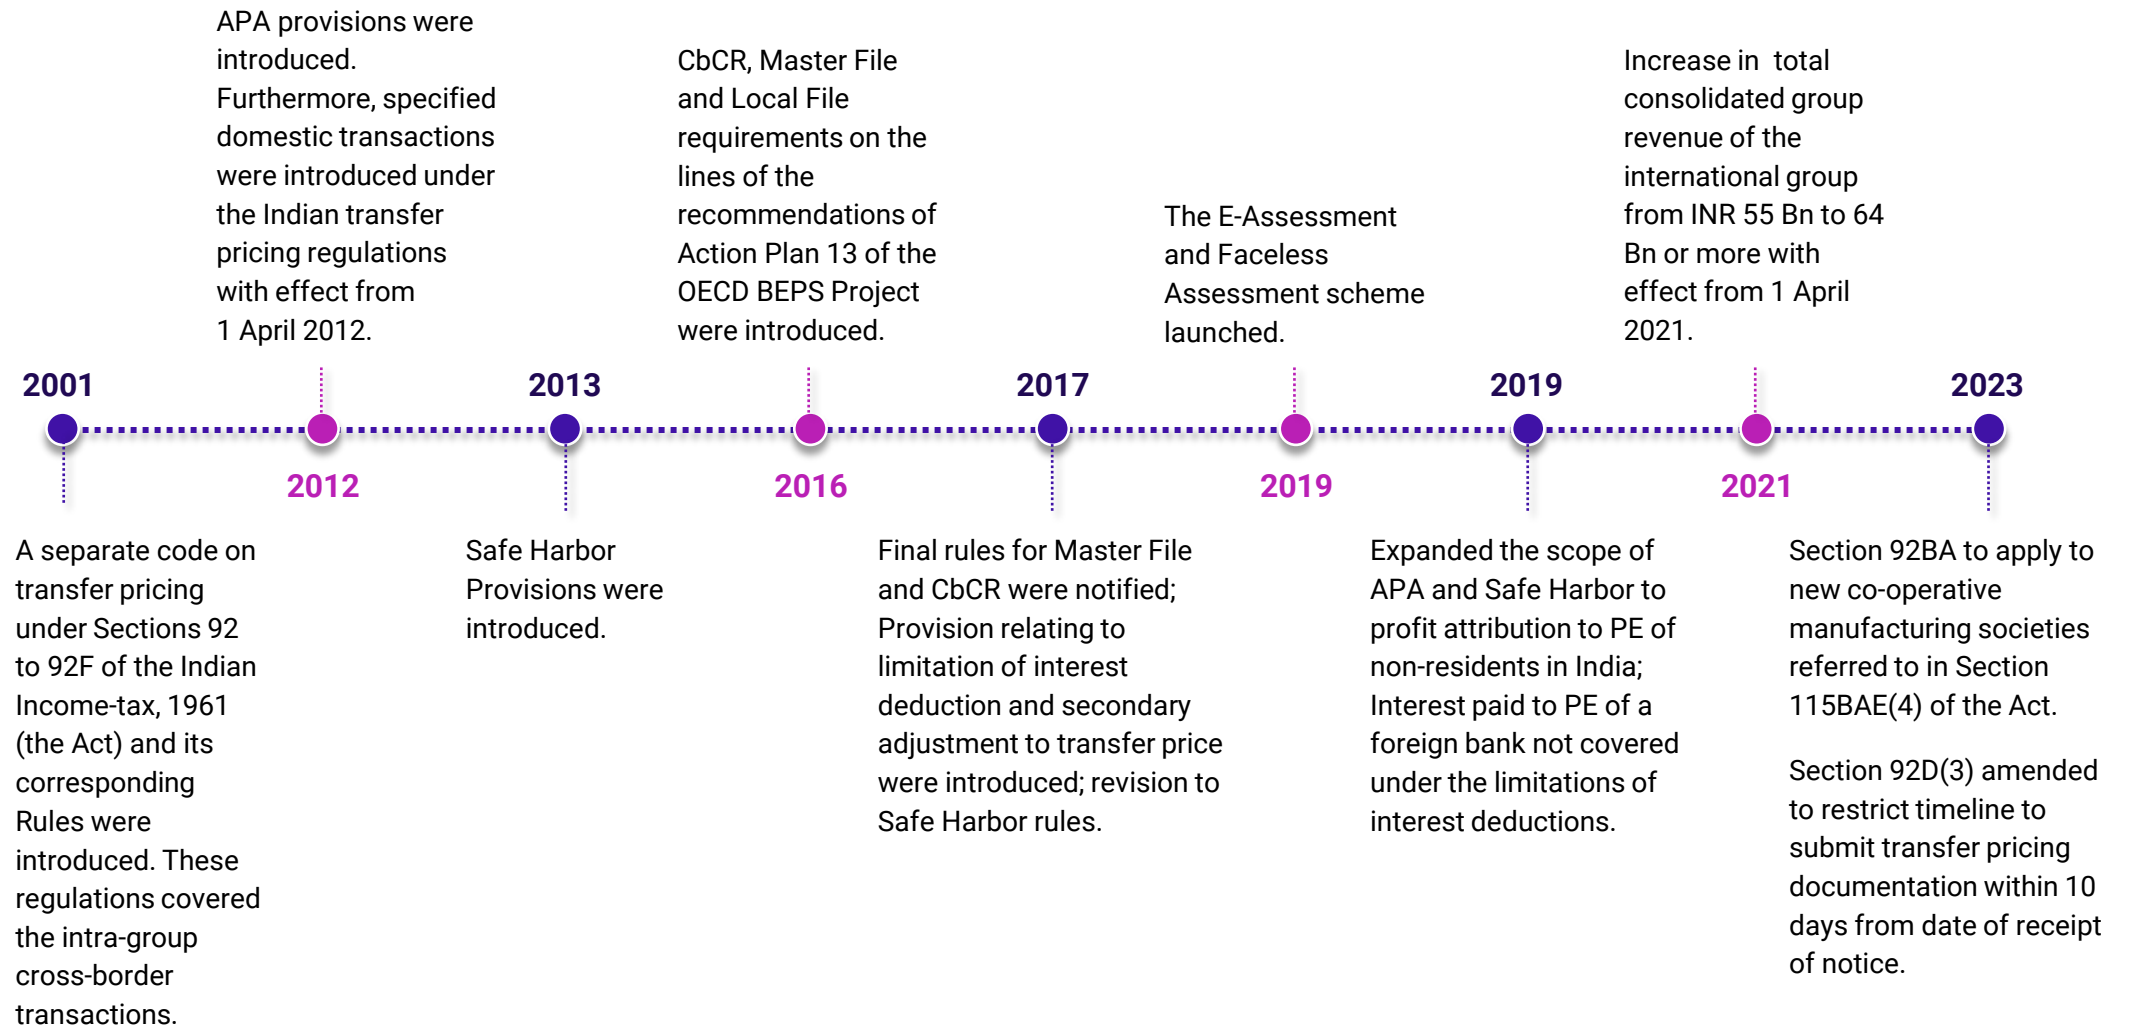 APA provisions were
introduced.
Furthermore, specified
domestic transactions
were introduced under
the Indian transfer
pricing regulations
with effect from
1 April 2012.
CbCR, Master File
and Local File
requirements on the
lines of the
recommendations of
Action Plan 13 of the
OECD BEPS Project
were introduced.
The E-Assessment
and Faceless
Assessment scheme
launched.
Increase in total
consolidated group
revenue of the
international group
from INR 55 Bn to 64
Bn or more with
effect from 1 April
2021.
2001
2013
2017
2019
2023
2012
2016
2019
2021
A separate code on
transfer pricing
under Sections 92
to 92F of the Indian
Income-tax, 1961
(the Act) and its
corresponding
Rules were
introduced. These
regulations covered
the intra-group
cross-border
transactions.
Safe Harbor
Provisions were
introduced.
Final rules for Master File
and CbCR were notified;
Provision relating to
limitation of interest
deduction and secondary
adjustment to transfer price
were introduced; revision to
Safe Harbor rules.
Expanded the scope of
APA and Safe Harbor to
profit attribution to PE of
non-residents in India;
Interest paid to PE of a
foreign bank not covered
under the limitations of
interest deductions.
Section 92BA to apply to
new co-operative
manufacturing societies
referred to in Section
115BAE(4) of the Act.
Section 92D(3) amended
to restrict timeline to
submit transfer pricing
documentation within 10
days from date of receipt
of notice.